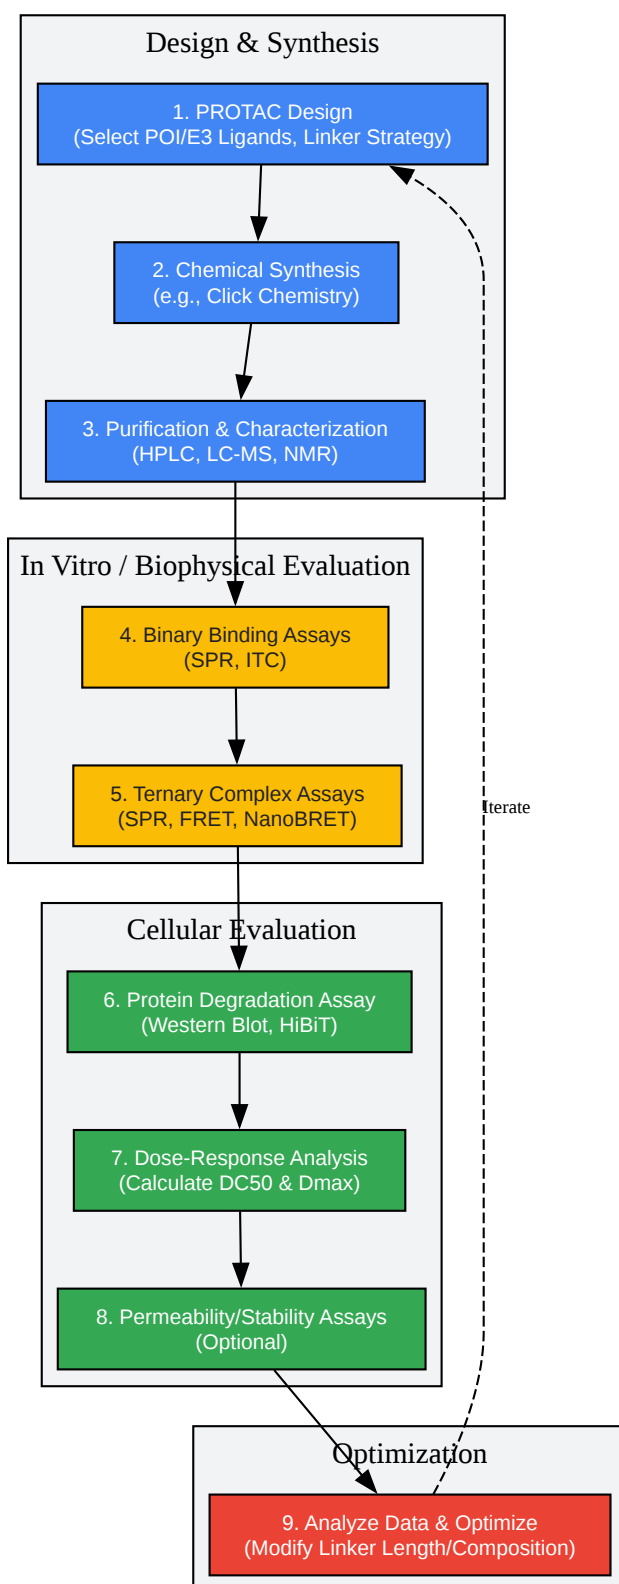 Design & Synthesis
1. PROTAC Design
(Select POI/E3 Ligands, Linker Strategy)
2. Chemical Synthesis
(e.g., Click Chemistry)
3. Purification & Characterization
(HPLC, LC-MS, NMR)
In Vitro / Biophysical Evaluation
4. Binary Binding Assays
(SPR, ITC)
5. Ternary Complex Assays
(SPR, FRET, NanoBRET)
Iterate
Cellular Evaluation
6. Protein Degradation Assay
(Western Blot, HiBiT)
7. Dose-Response Analysis
(Calculate DC50 & Dmax)
8. Permeability/Stability Assays
(Optional)
Optimization
9. Analyze Data & Optimize
(Modify Linker Length/Composition)